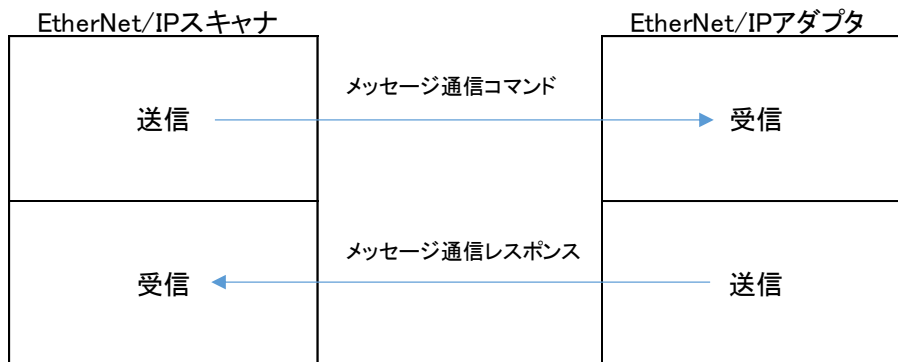 EtherNet/IPスキャナ
EtherNet/IPアダプタ
メッセージ通信コマンド
送信
受信
メッセージ通信レスポンス
受信
送信